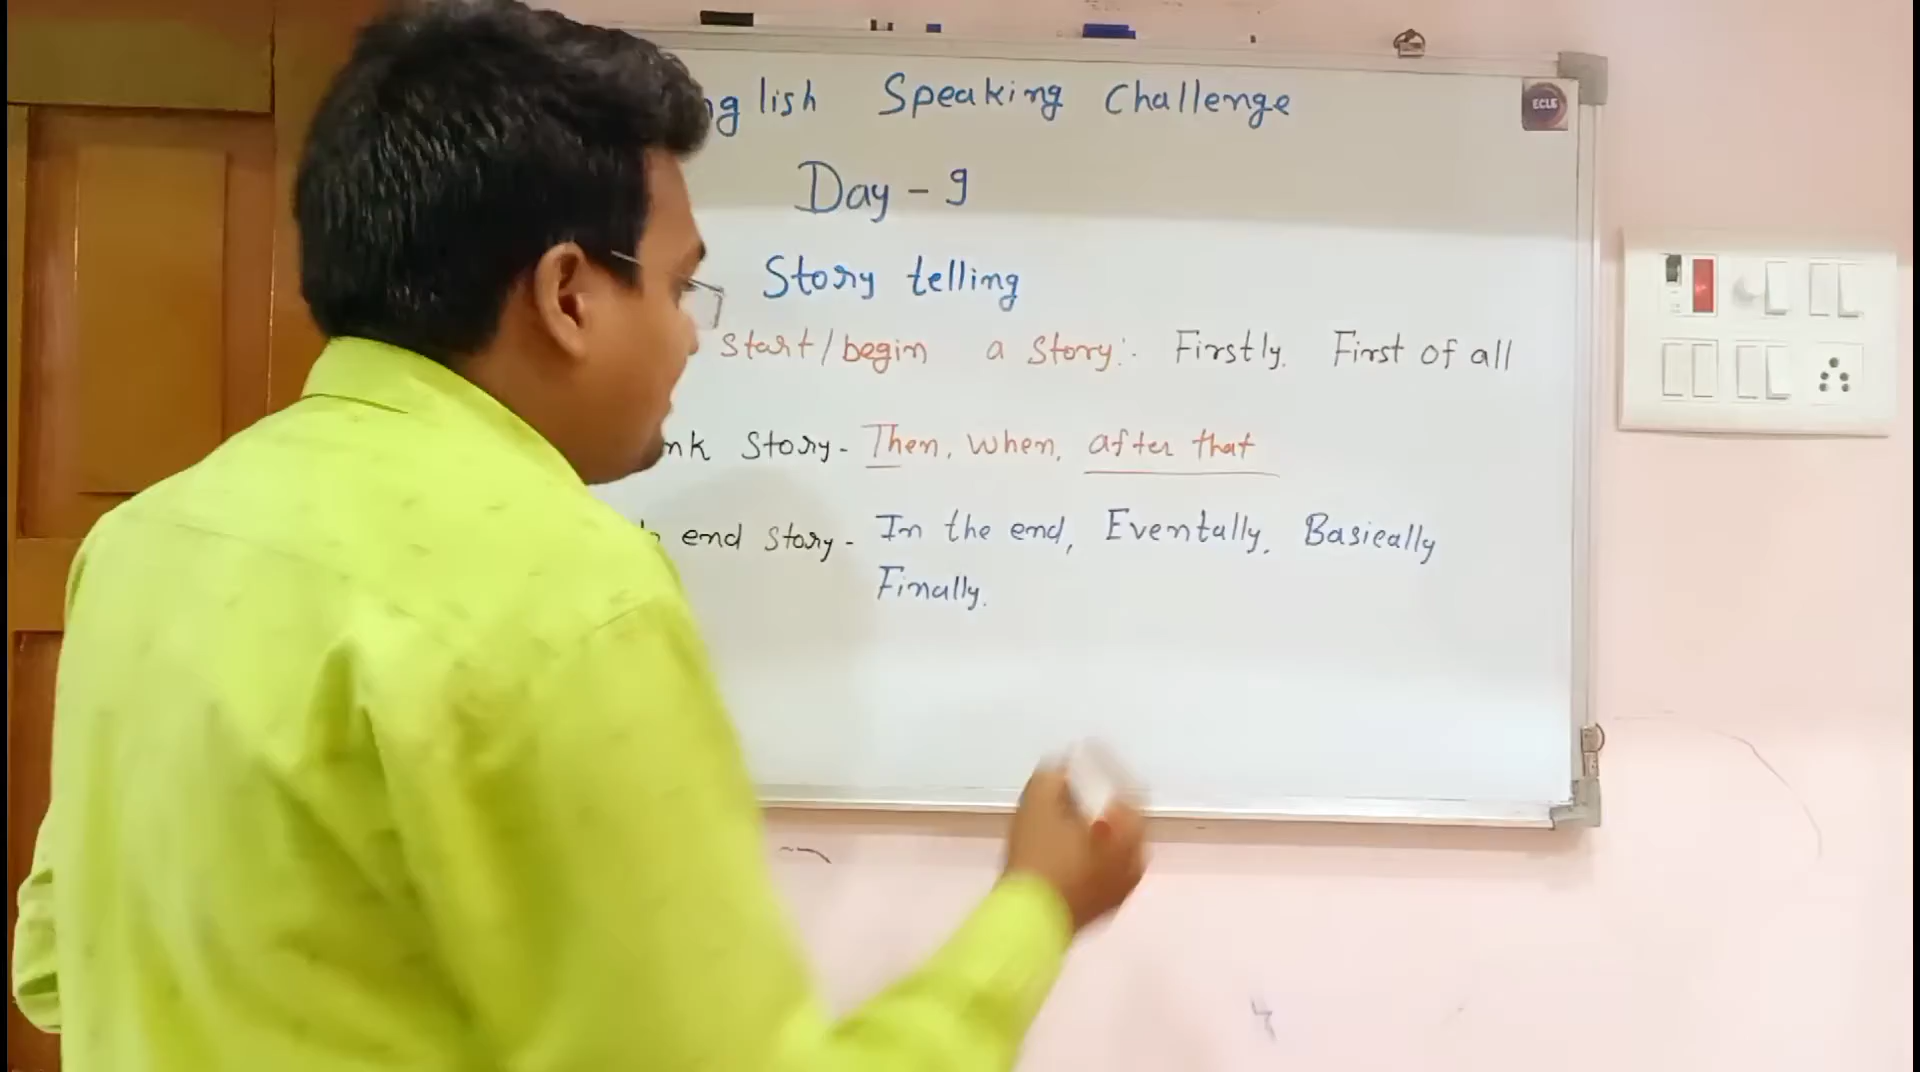 glish Speaking Challenge
ECLE
Day - 9
Story telling
start/begin a story:- Firstly. First of all
nk Story - Then, when, after that
end story - In the end, Eventally, Basically
Finally.